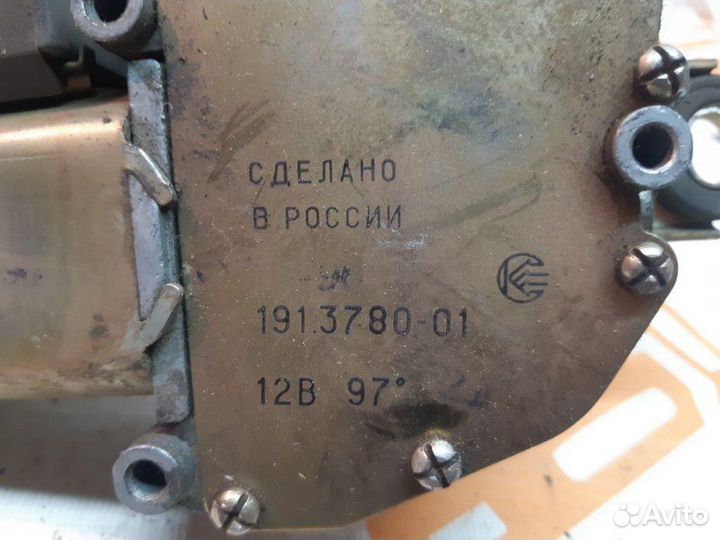 СДЕЛАНО
В РОССИИ
191.3780-01
12В 97°
Avito